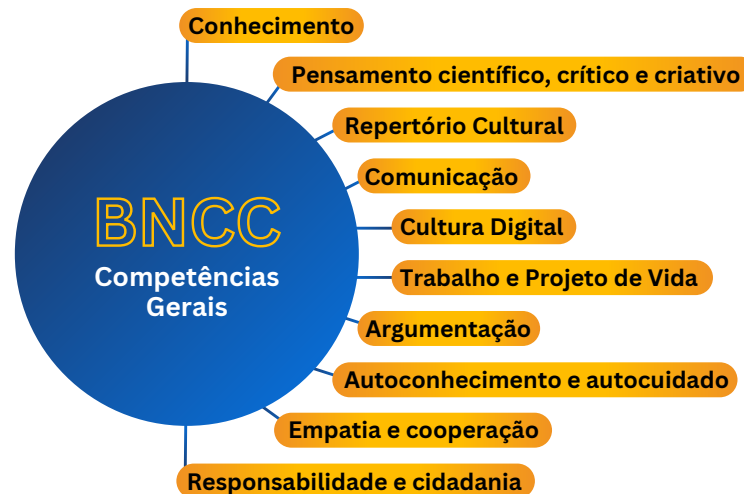 Conhecimento
Pensamento científico, crítico e criativo
Repertório Cultural
Comunicação
BNCC
Competências
Gerais
Cultura Digital
Trabalho e Projeto de Vida
Argumentação
Autoconhecimento e autocuidado
Empatia e cooperação
Responsabilidade e cidadania